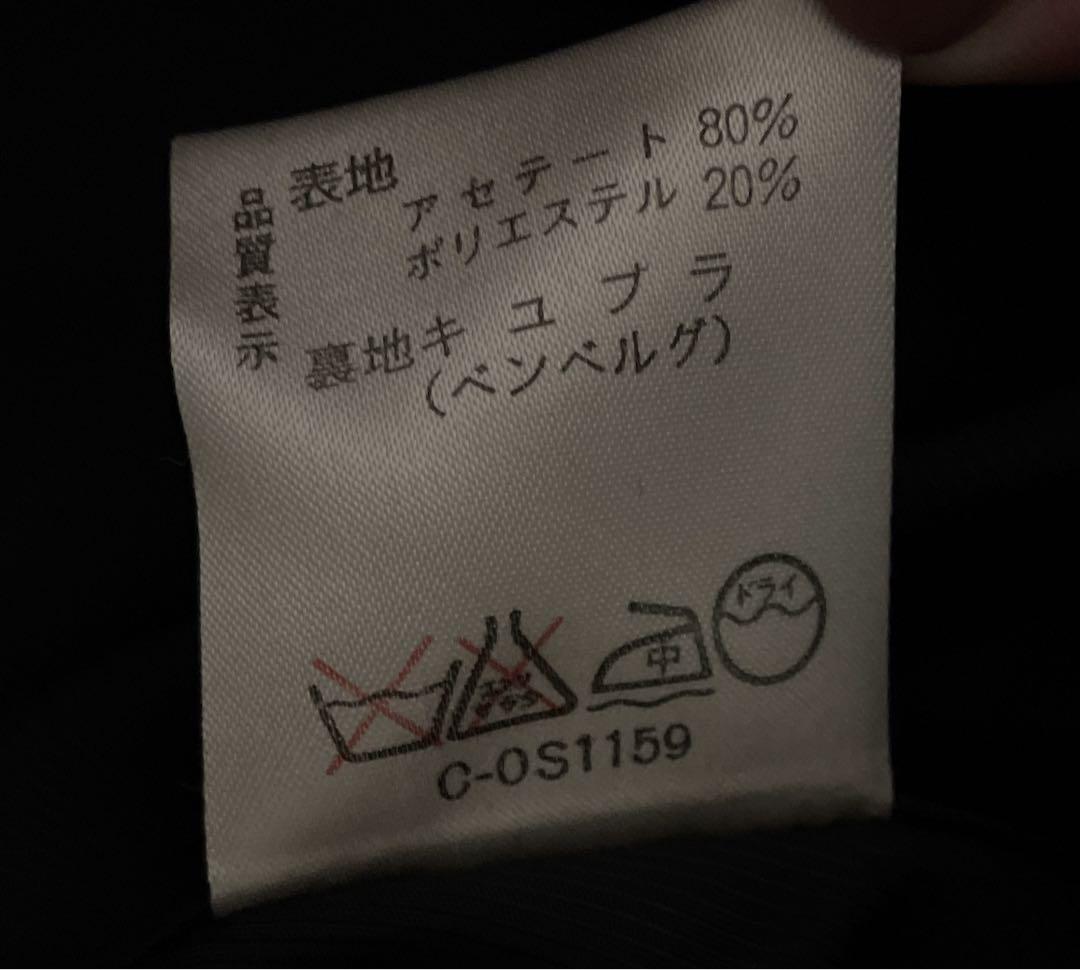 品質表示
表地
アセテート 80%
ポリエステル 20%
裏地 キユプラ
(ベンベルグ)
中
ドライ
C-OS1159